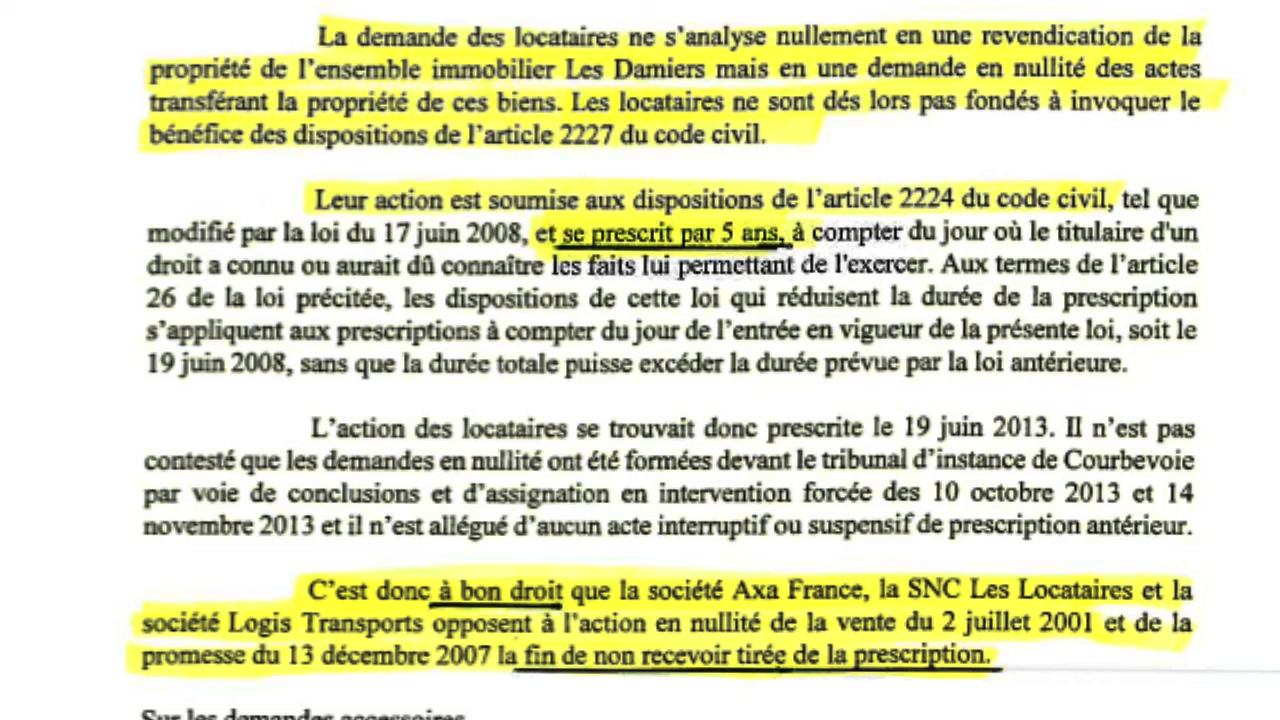 La demande des locataires ne s'analyse nullement en une revendication de la
propriété de l'ensemble immobilier Les Damiers mais en une demande en nullité des actes
transférant la propriété de ces biens. Les locataires ne sont dés lors pas fondés à invoquer le
bénéfice des dispositions de l'article 2227 du code civil.
Leur action est soumise aux dispositions de l'article 2224 du code civil, tel que
modifié par la loi du 17 juin 2008, et se prescrit par 5 ans, à compter du jour où le titulaire d'un
droit a connu ou aurait dû connaître les faits lui permettant de l'exercer. Aux termes de l'article
26 de la loi précitée, les dispositions de cette loi qui réduisent la durée de la prescription
s'appliquent aux prescriptions à compter du jour de l'entrée en vigueur de la présente loi, soit le
19 juin 2008, sans que la durée totale puisse excéder la durée prévue par la loi antérieure.
L'action des locataires se trouvait donc prescrite le 19 juin 2013. Il n'est pas
contesté que les demandes en nullité ont été formées devant le tribunal d'instance de Courbevoie
par voie de conclusions et d'assignation en intervention forcée des 10 octobre 2013 et 14
novembre 2013 et il n'est allégué d'aucun acte interruptif ou suspensif de prescription antérieur.
C'est donc à bon droit que la société Axa France, la SNC Les Locataires et la
société Logis Transports opposent à l'action en nullité de la vente du 2 juillet 2001 et de la
promesse du 13 décembre 2007 la fin de non recevoir tirée de la prescription.
Sur les demandes accessoires